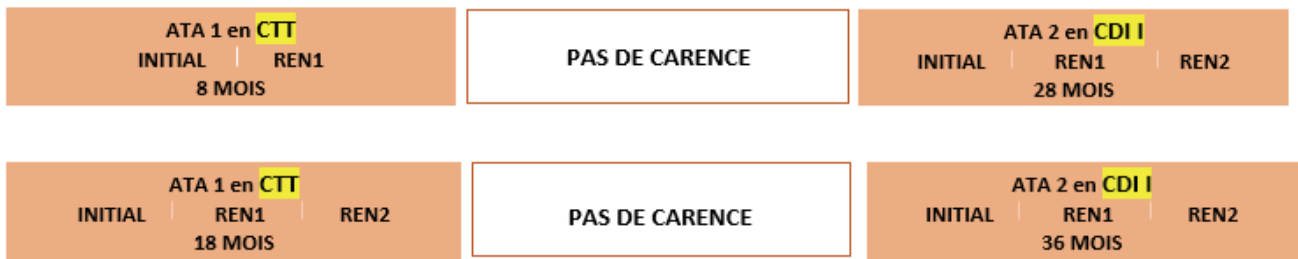 ATA 1 en CTT
INITIAL REN1
8 MOIS
PAS DE CARENCE
ATA 2 en CDI I
INITIAL REN1 REN2
28 MOIS
ATA 1 en CTT
INITIAL REN1 REN2
18 MOIS
PAS DE CARENCE
ATA 2 en CDI I
INITIAL REN1 REN2
36 MOIS